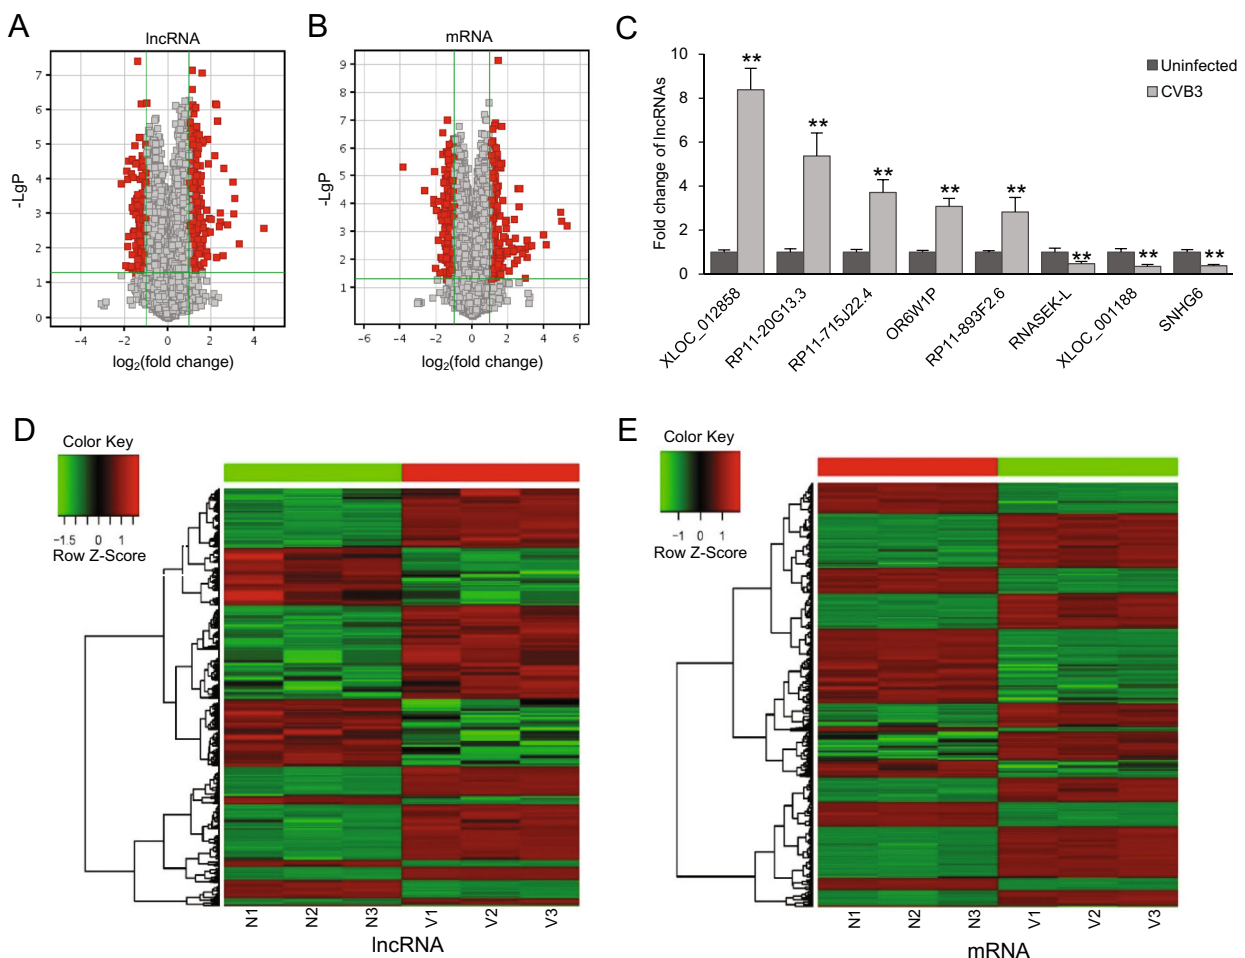 A
lncRNA
-LgP
7
6
5
4
3
2
1
0
−4
−2
0
2
4
log2(fold change)
B
mRNA
-LgP
9
8
7
6
5
4
3
2
1
−6
−4
−2
0
2
4
6
log2(fold change)
C
Fold change of lncRNAs
10
8
6
4
2
0
**
**
**
**
**
**
**
**
Uninfected
CVB3
XLOC_012858
RP11-20G13.3
RP11-715J22.4
OR6W1P
RP11-893F2.6
RNASEK-L
XLOC_001188
SNHG6
D
Color Key
−1.5 0 1
Row Z-Score
N1
N2
N3
V1
V2
V3
lncRNA
E
Color Key
−1 0 1
Row Z-Score
N1
N2
N3
V1
V2
V3
mRNA